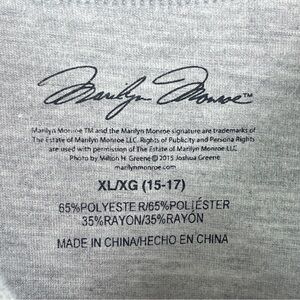 Marilyn Monroe™
Marilyn Monroe TM and the Marilyn Monroe signature are trademarks of
The Estate of Marilyn Monroe LLC. Rights of Publicity and Persona Rights
are used with permission of The Estate of Marilyn Monroe LLC.
Photo by Milton H. Greene ©2015 Joshua Greene
marilynmonroe.com
XL/XG (15-17)
65%POLYESTER/65%POLIÉSTER
35%RAYON/35%RAYÓN
MADE IN CHINA/HECHO EN CHINA